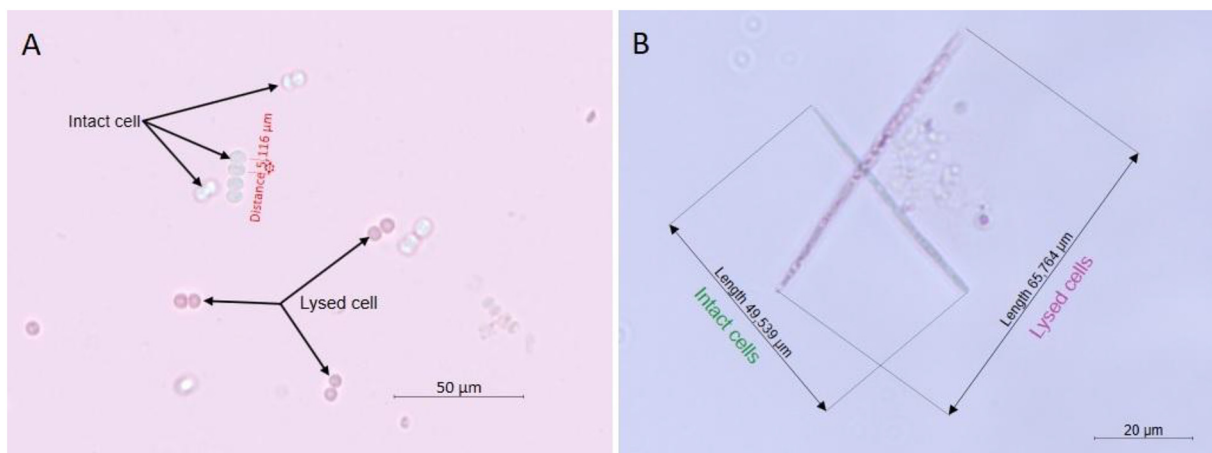 A
Intact cell
Distance 5,116 µm
Lysed cell
50 µm
B
Length 49,539 µm
Intact cells
Length 65,764 µm
Lysed cells
20 µm